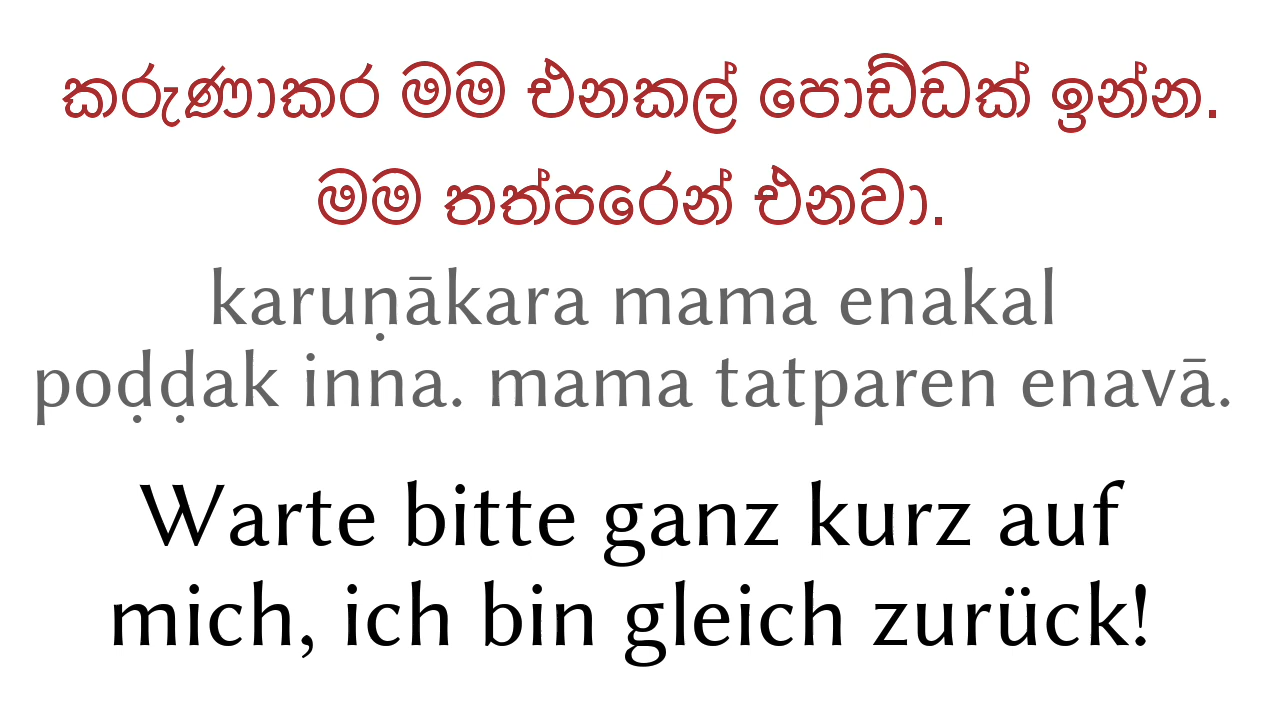 කරුණාකර මම එනකල් පොඩ්ඩක් ඉන්න.
මම තත්පරෙන් එනවා.
karuṇākara mama enakal
poḍḍak inna. mama tatparen enavā.
Warte bitte ganz kurz auf
mich, ich bin gleich zurück!